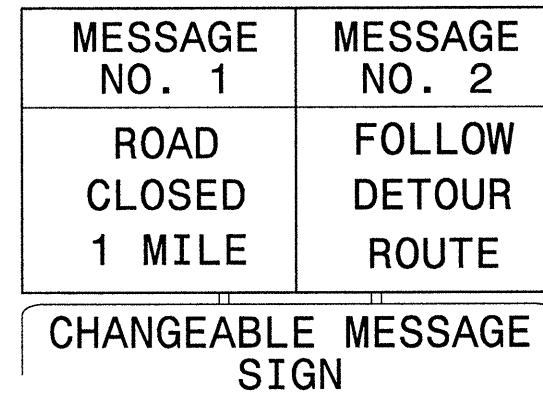 MESSAGE NO. 1
MESSAGE NO. 2
ROAD CLOSED 1 MILE
FOLLOW DETOUR ROUTE
CHANGEABLE MESSAGE SIGN